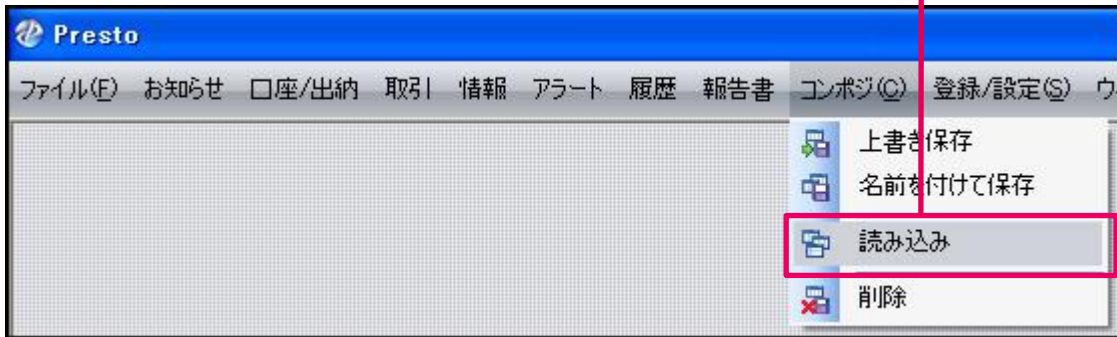 Presto
ファイル(F) お知らせ 口座/出納 取引 情報 アラート 履歴 報告書 コンポジ(C) 登録/設定(S) ウ
上書き保存
名前を付けて保存
読み込み
削除